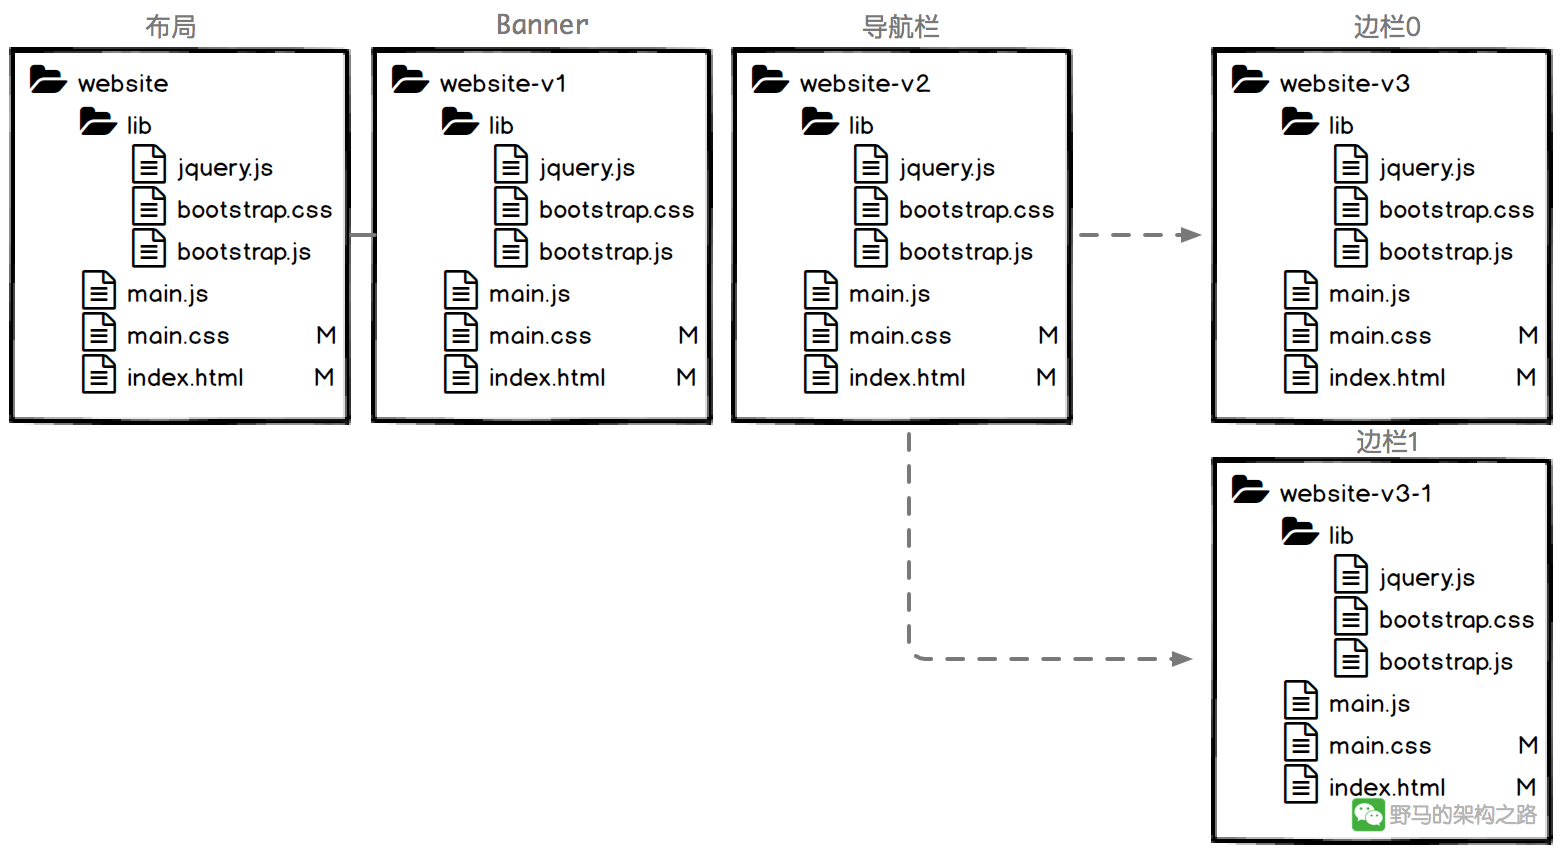 布局
website
lib
jquery.js
bootstrap.css
bootstrap.js
main.js
main.css M
index.html M
Banner
website-v1
lib
jquery.js
bootstrap.css
bootstrap.js
main.js
main.css M
index.html M
导航栏
website-v2
lib
jquery.js
bootstrap.css
bootstrap.js
main.js
main.css M
index.html M
边栏0
website-v3
lib
jquery.js
bootstrap.css
bootstrap.js
main.js
main.css M
index.html M
边栏1
website-v3-1
lib
jquery.js
bootstrap.css
bootstrap.js
main.js
main.css M
index.html M
野马的架构之路